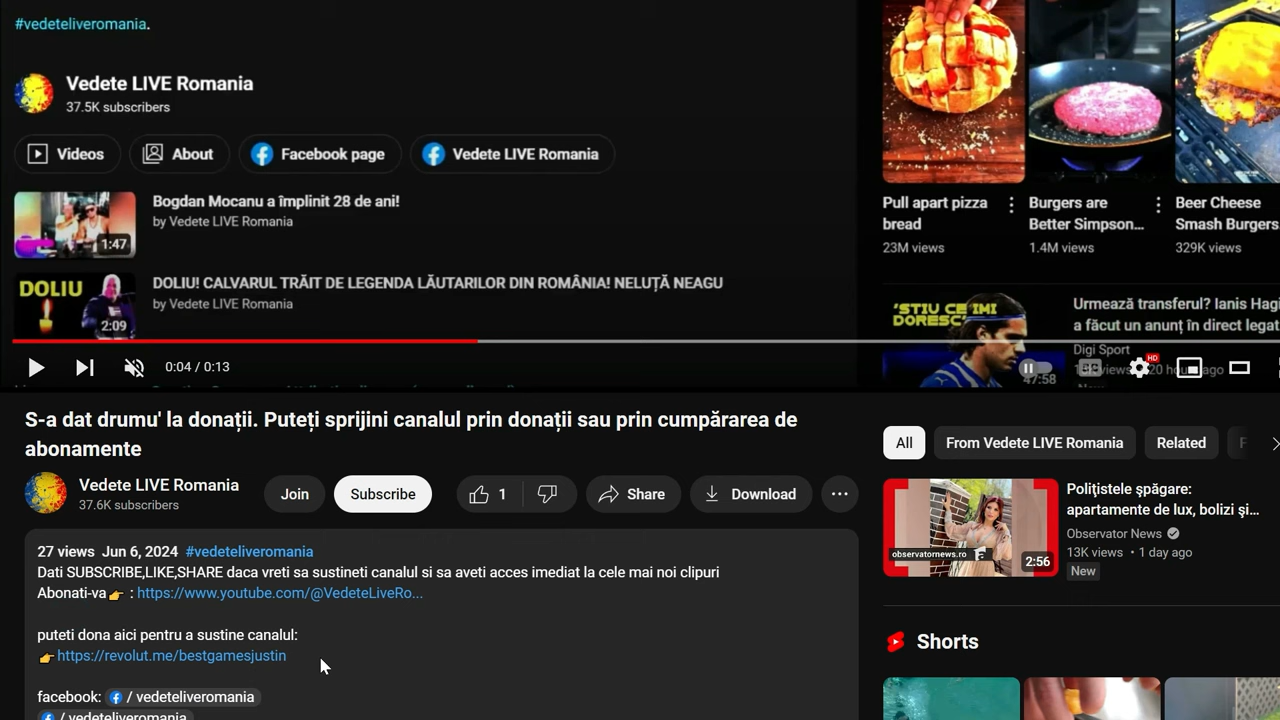 #vedeteliveromania.
Vedete LIVE Romania
37.5K subscribers
Videos
About
Facebook page
Vedete LIVE Romania
Bogdan Mocanu a împlinit 28 de ani!
by Vedete LIVE Romania
1:47
DOLIU! CALVARUL TRĂIT DE LEGENDA LĂUTARILOR DIN ROMÂNIA! NELUȚĂ NEAGU
by Vedete LIVE Romania
DOLIU
2:09
0:04 / 0:13
Pull apart pizza
bread
23M views
Burgers are
Better Simpson...
1.4M views
Beer Cheese
Smash Burgers
329K views
'STIU CE IMI
DORESC'
47:58
Urmează transferul? Ianis Hagi
a făcut un anunț în direct legat
Digi Sport
HD
S-a dat drumu' la donații. Puteți sprijini canalul prin donații sau prin cumpărarea de
abonamente
Vedete LIVE Romania
37.6K subscribers
Join
Subscribe
1
Share
Download
27 views Jun 6, 2024 #vedeteliveromania
Dati SUBSCRIBE,LIKE,SHARE daca vreti sa sustineti canalul si sa aveti acces imediat la cele mai noi clipuri
Abonati-va👉 : https://www.youtube.com/@VedeteLiveRo...
puteti dona aici pentru a sustine canalul:
👉https://revolut.me/bestgamesjustin
facebook: / vedeteliveromania
/ vedeteliveromania
All
From Vedete LIVE Romania
Related
Polițistele șpăgare:
apartamente de lux, bolizi și...
Observator News
13K views • 1 day ago
New
observatornews.ro
2:56
Shorts